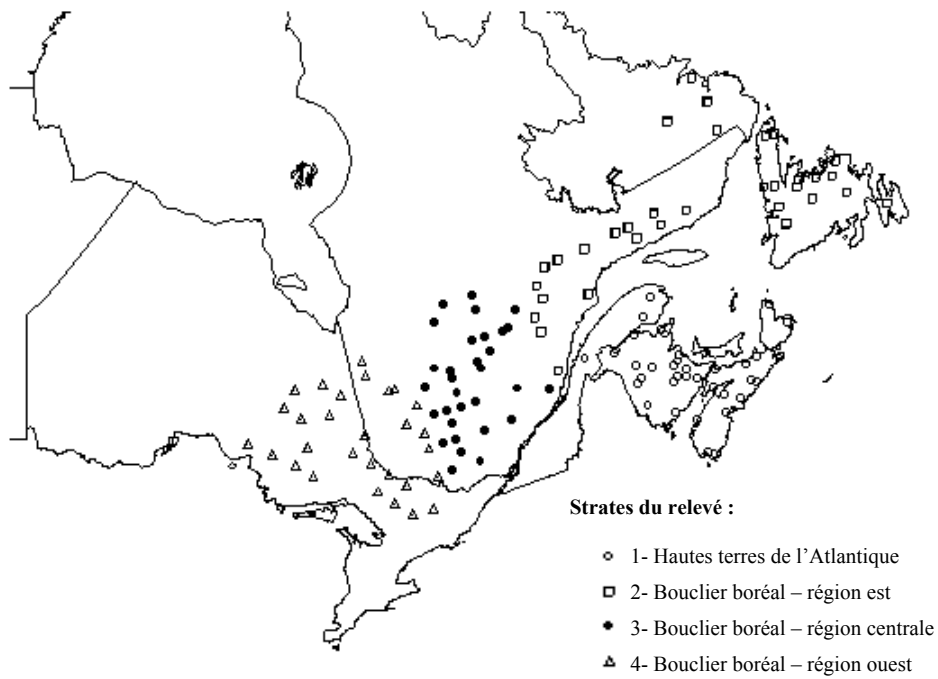 Strates du relevé :
1- Hautes terres de l’Atlantique
2- Bouclier boréal – région est
3- Bouclier boréal – région centrale
4- Bouclier boréal – région ouest